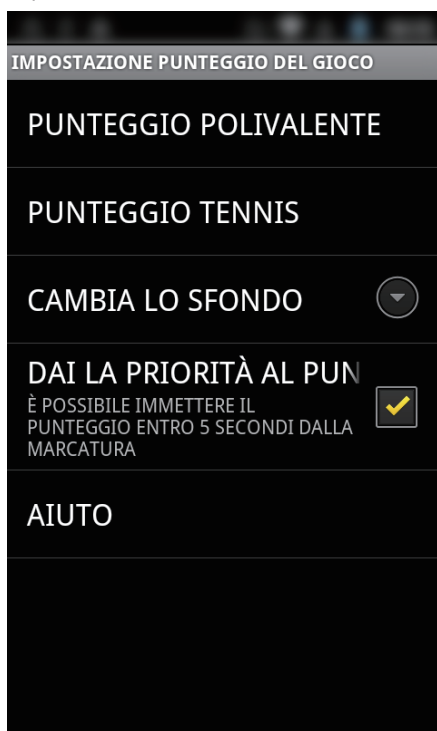 IMPOSTAZIONE PUNTEGGIO DEL GIOCO
PUNTEGGIO POLIVALENTE
PUNTEGGIO TENNIS
CAMBIA LO SFONDO
DAI LA PRIORITÀ AL PUN
È POSSIBILE IMMETTERE IL
PUNTEGGIO ENTRO 5 SECONDI DALLA
MARCATURA
AIUTO